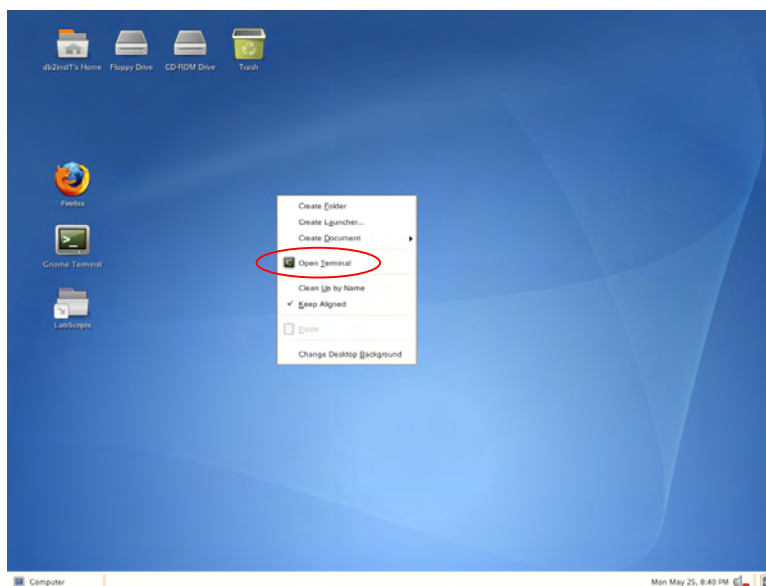 db2inst1's Home
Floppy Drive
CD-ROM Drive
Trash
Firefox
Gnome Terminal
LabScripts
Create Folder
Create Launcher...
Create Document
Open Terminal
Clean Up by Name
Keep Aligned
Paste
Change Desktop Background
Computer
Mon May 25, 8:40 PM